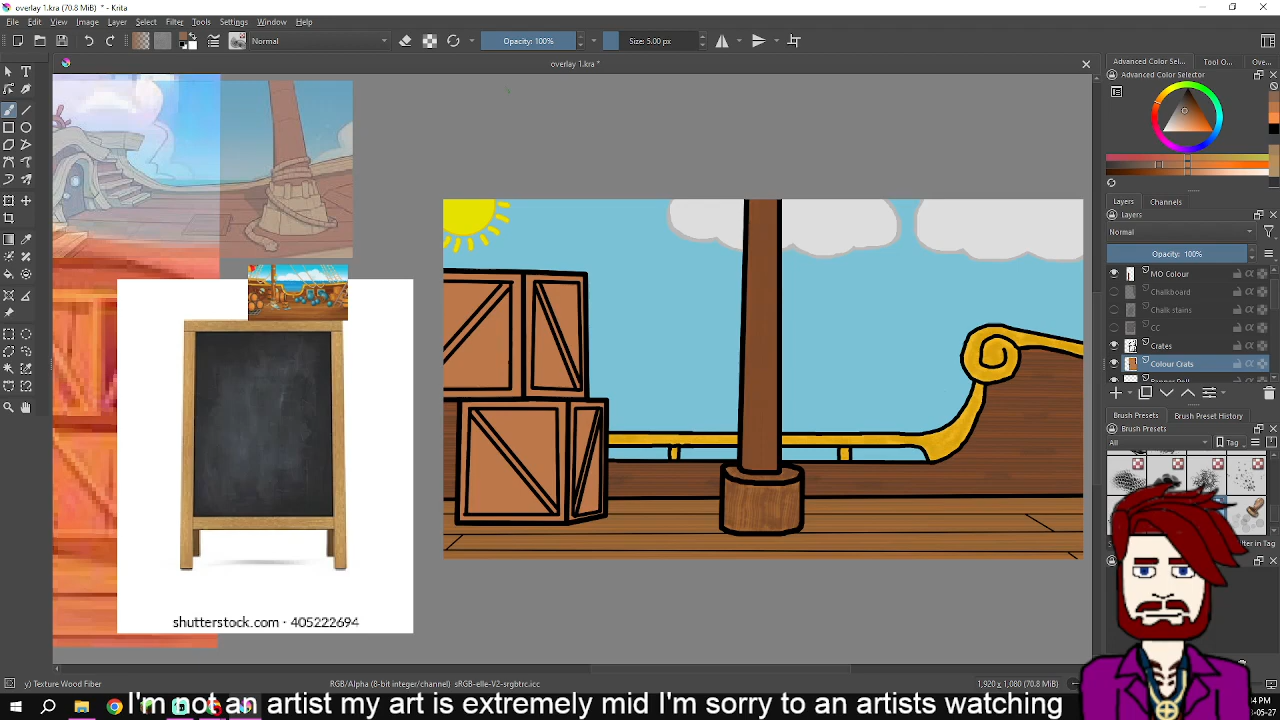 overlay 1.kra (70.8 MiB) * - Krita
File Edit View Image Layer Select Filter Tools Settings Window Help
Normal Opacity: 100% Size: 5.00 px
overlay 1.kra *
Advanced Color Sel... Tool O... Ove...
Advanced Color Selector
Layers Channels
Layers
Normal
Opacity: 100%
MO Colour
Chalkboard
Chalk stains
CC
Crates
Colour Crats
Brush Presets Brush Preset History
Brush Presets
All Tag
ilter in Tag
shutterstock.com · 405222694
y) Texture Wood Fiber RGB/Alpha (8-bit integer/channel) sRGB-elle-V2-srgbtrc.icc 1,920 x 1,080 (70.8 MiB)
I'm not an artist my art is extremely mid I'm sorry to an artists watching